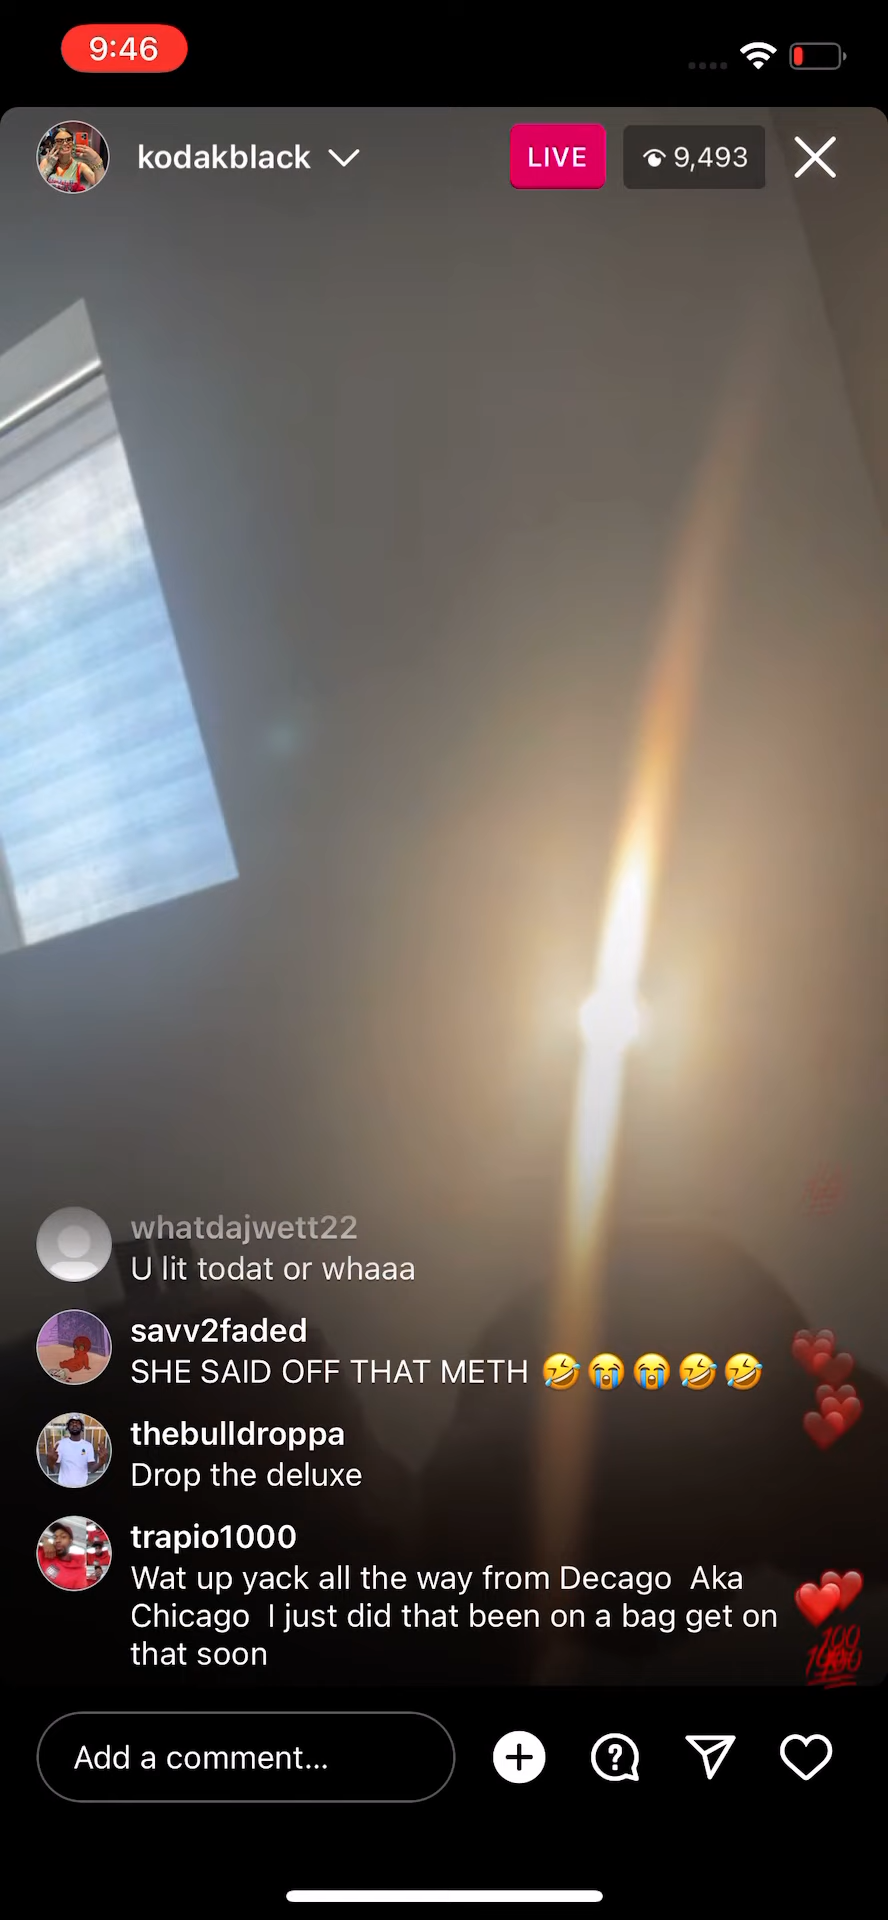 9:46
kodakblack
LIVE
9,493
whatdajwett22
U lit todat or whaaa
savv2faded
SHE SAID OFF THAT METH 🤣😭😭🤣🤣
thebulldroppa
Drop the deluxe
trapio1000
Wat up yack all the way from Decago  Aka
Chicago  I just did that been on a bag get on
that soon
Add a comment...